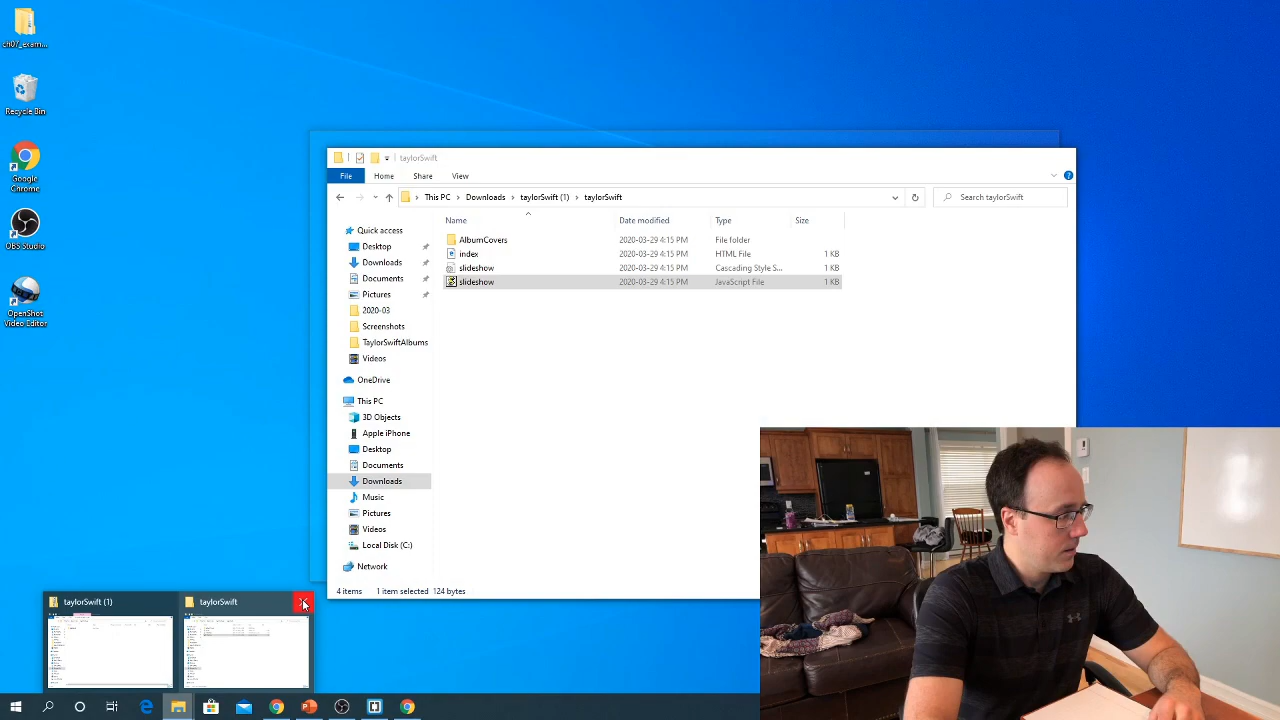 ch07_exam...
Recycle Bin
Google
Chrome
OBS Studio
OpenShot
Video Editor
taylorSwift
File Home Share View
This PC > Downloads > taylorSwift (1) > taylorSwift
Search taylorSwift
Name Date modified Type Size
AlbumCovers 2020-03-29 4:15 PM File folder
index 2020-03-29 4:15 PM HTML File 1 KB
slideshow 2020-03-29 4:15 PM Cascading Style S... 1 KB
slideshow 2020-03-29 4:15 PM JavaScript File 1 KB
Quick access
Desktop
Downloads
Documents
Pictures
2020-03
Screenshots
TaylorSwiftAlbums
Videos
OneDrive
This PC
3D Objects
Apple iPhone
Desktop
Documents
Downloads
Music
Pictures
Videos
Local Disk (C:)
Network
4 items 1 item selected 124 bytes
taylorSwift (1)
taylorSwift